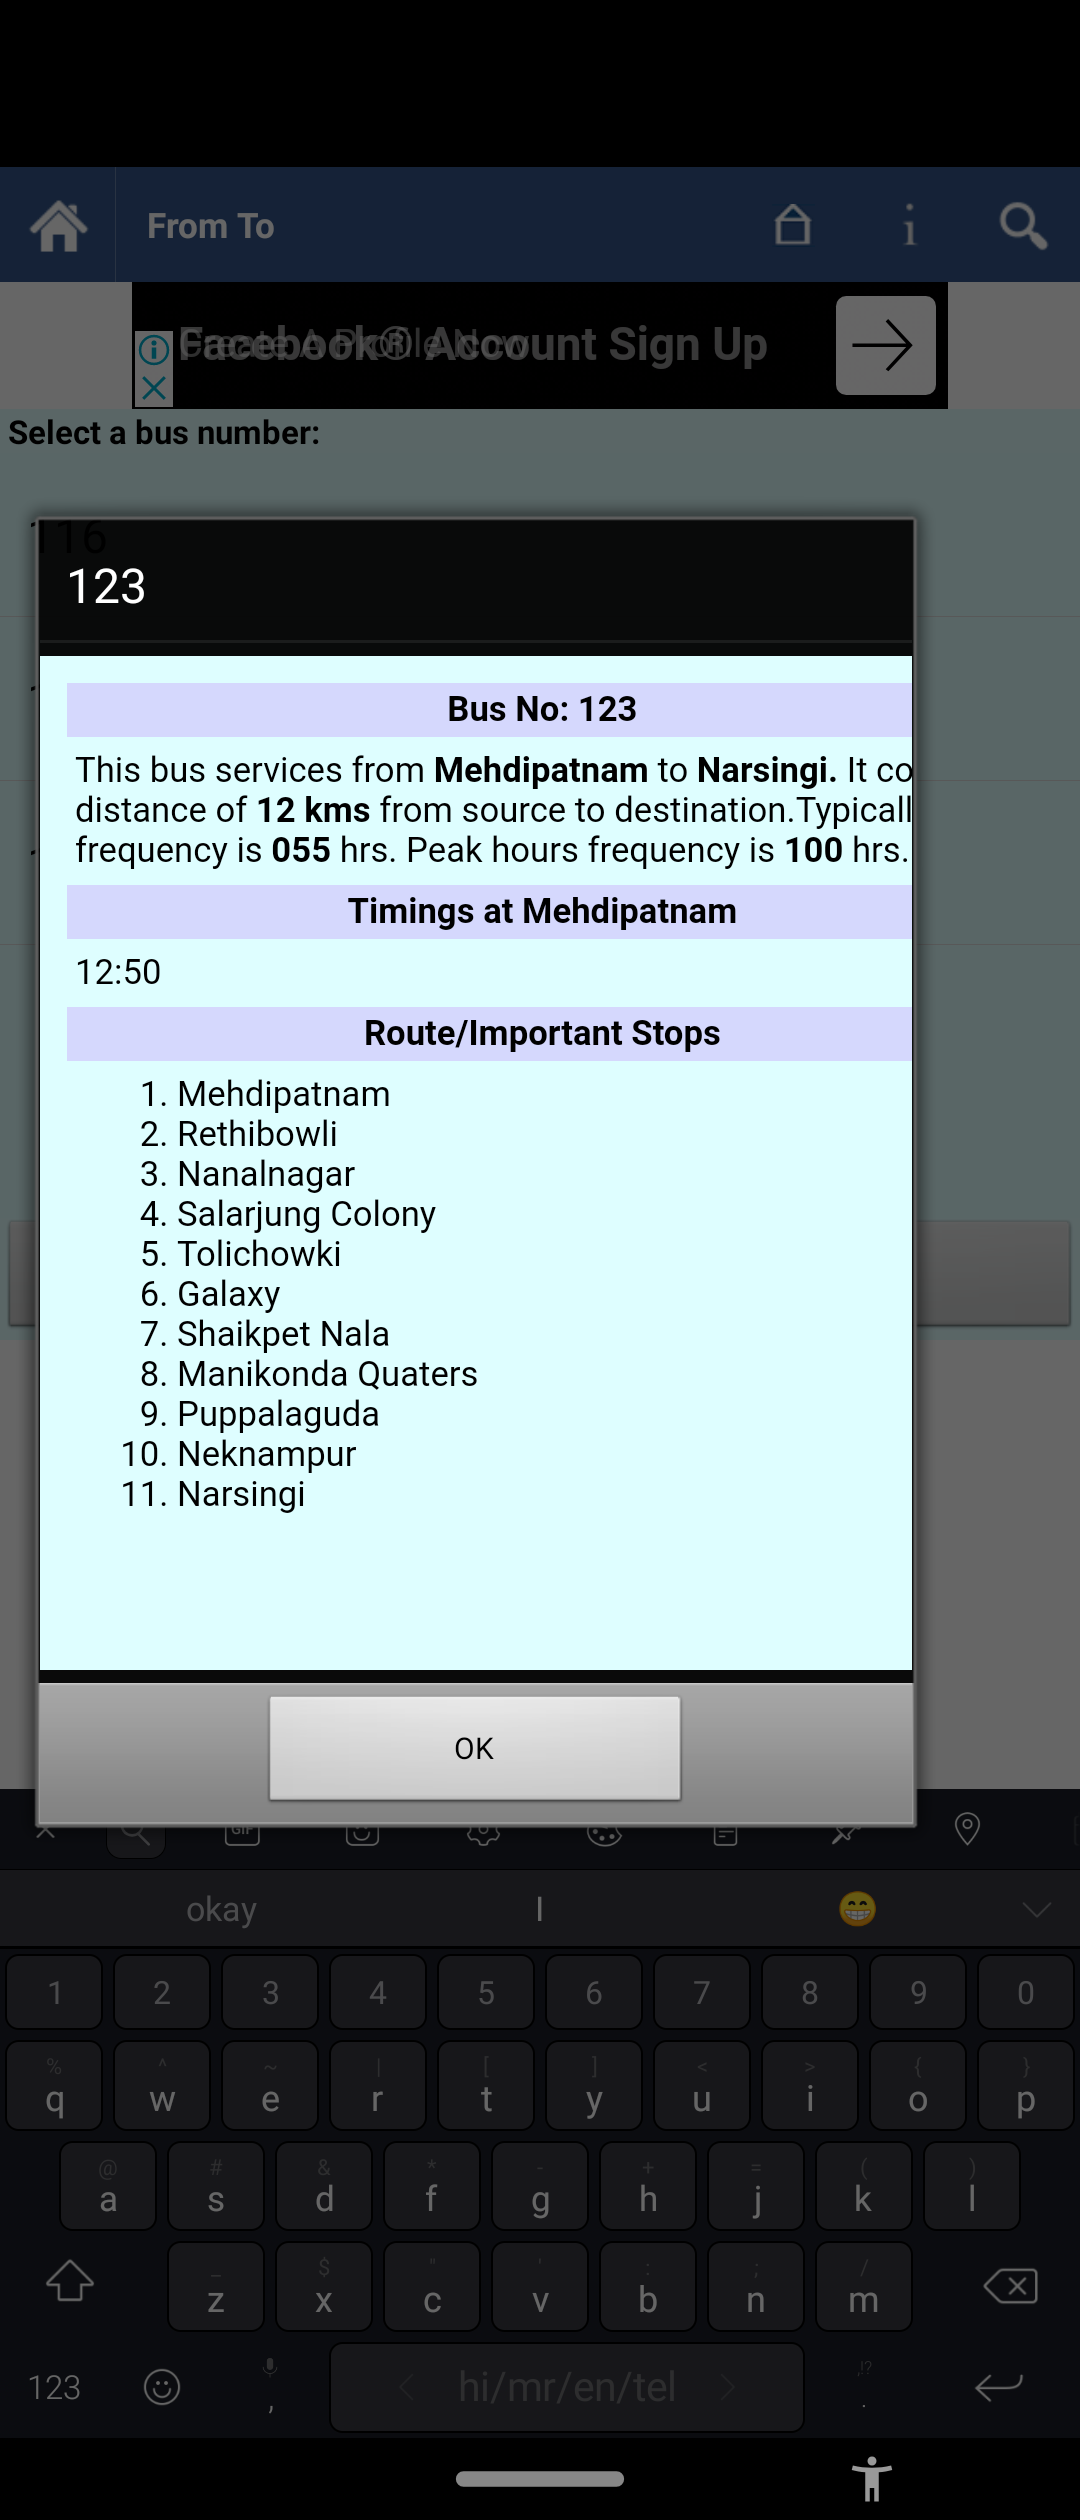 From To
i
Facebook® Account Sign Up
Create A Profile Now
Select a bus number:
116
123
Bus No: 123
This bus services from Mehdipatnam to Narsingi. It co
distance of 12 kms from source to destination.Typicall
frequency is 055 hrs. Peak hours frequency is 100 hrs.
Timings at Mehdipatnam
12:50
Route/Important Stops
1. Mehdipatnam
2. Rethibowli
3. Nanalnagar
4. Salarjung Colony
5. Tolichowki
6. Galaxy
7. Shaikpet Nala
8. Manikonda Quaters
9. Puppalaguda
10. Neknampur
11. Narsingi
OK
GIF
okay I 😁
1 2 3 4 5 6 7 8 9 0
% ^ ~ | [ ] < > { }
q w e r t y u i o p
@ # & * - + = ( )
a s d f g h j k l
_ $ " ' : ; /
z x c v b n m
,!?
123 , hi/mr/en/tel .